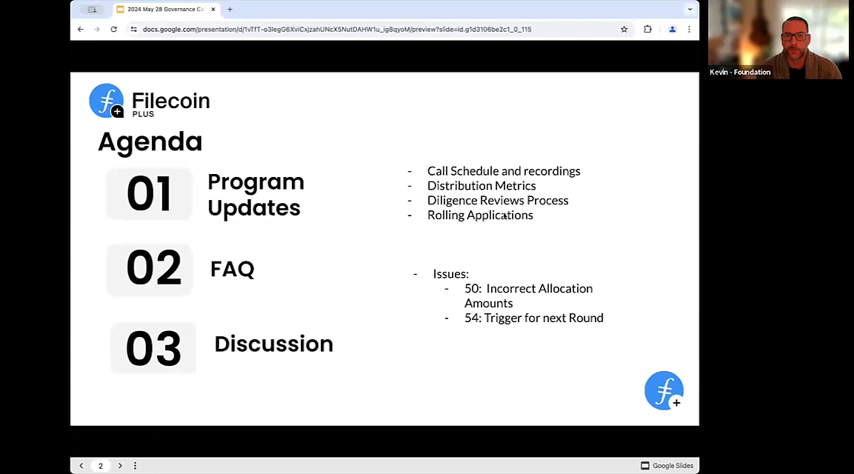 2024 May 28 Governance Ca
docs.google.com/presentation/d/1vTfT-o3legG6XviCxjzahUNcX5NutDAHW1u_ig8qyoM/preview?slide=id.g1d3106be2c1_0_115
Kevin - Foundation
Filecoin
PLUS
Agenda
01
Program
Updates
- Call Schedule and recordings
- Distribution Metrics
- Diligence Reviews Process
- Rolling Applications
02
FAQ
- Issues:
- 50: Incorrect Allocation
Amounts
- 54: Trigger for next Round
03
Discussion
2
Google Slides